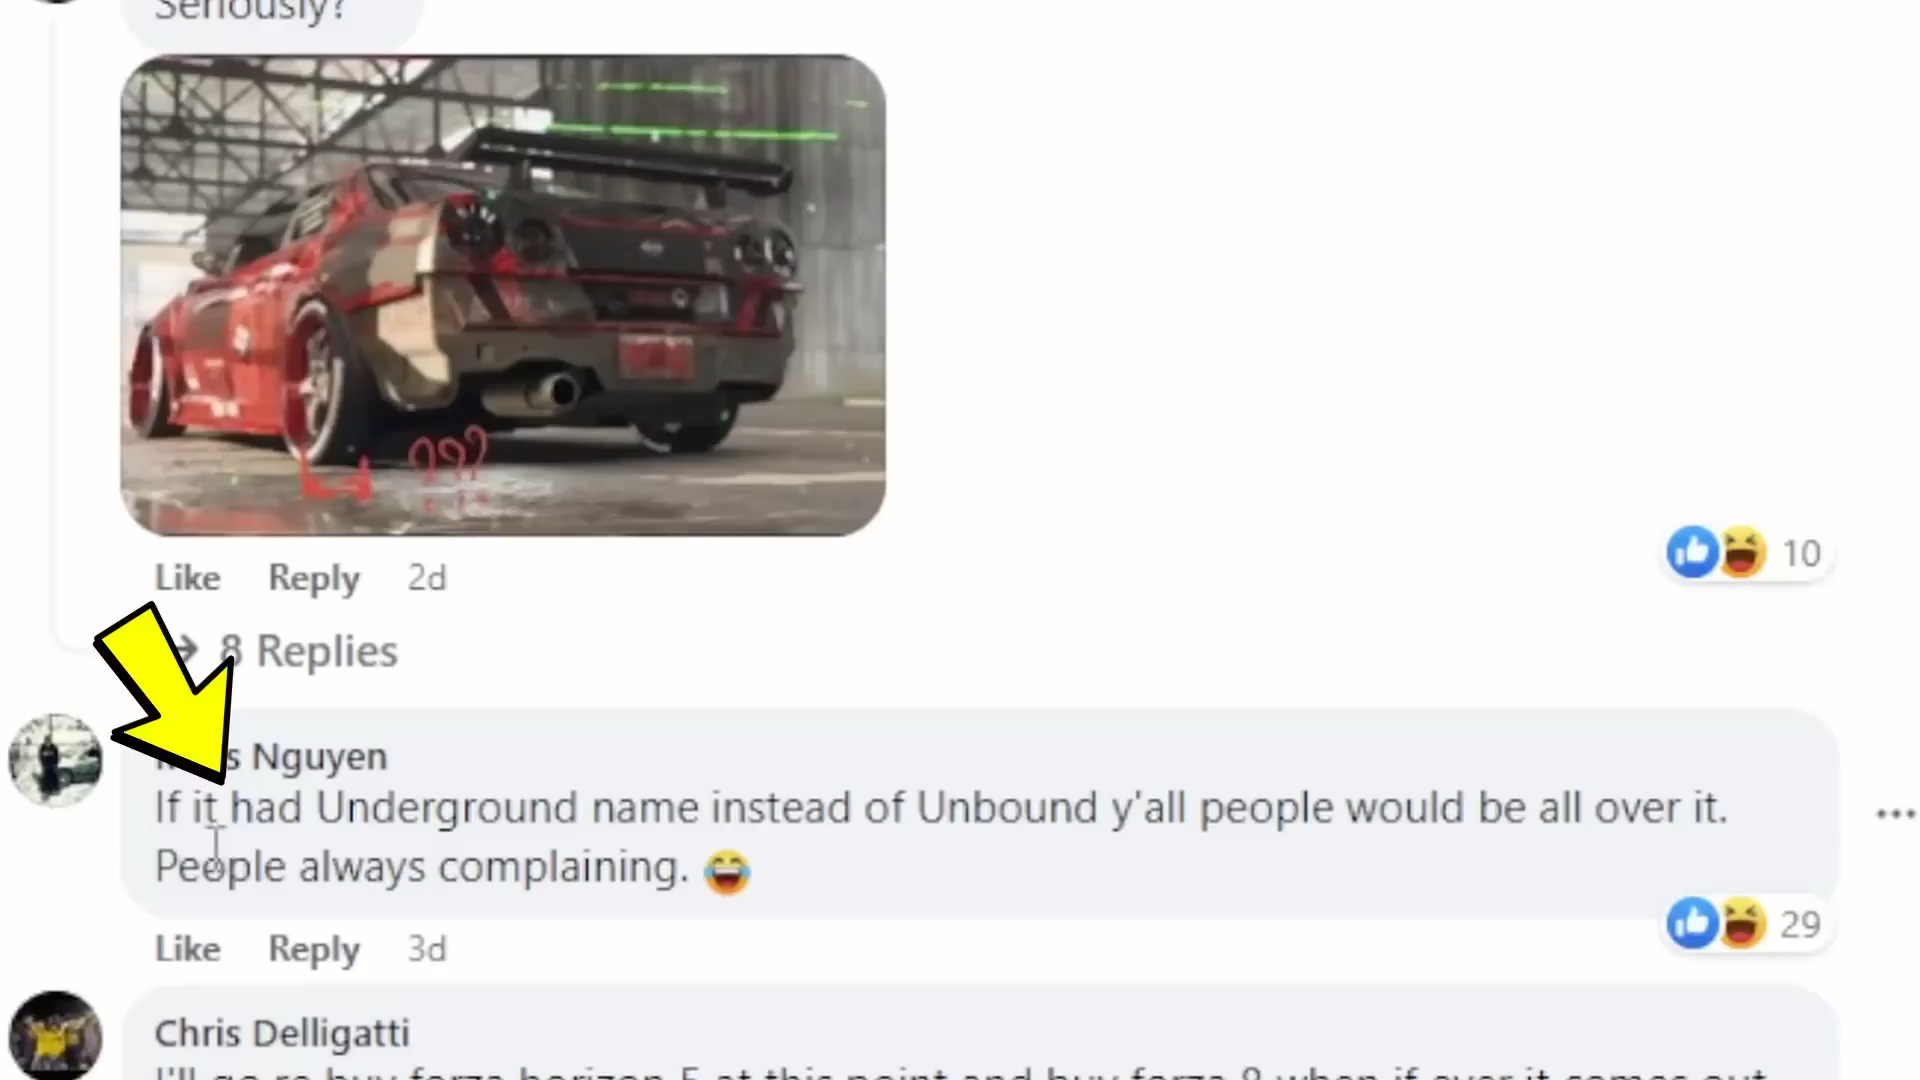 Seriously?
???
Like Reply 2d
10
8 Replies
Nguyen
If it had Underground name instead of Unbound y'all people would be all over it.
People always complaining. 😂
29
Like Reply 3d
Chris Delligatti
I'll go re buy forza horizon 5 at this point and buy forza 8 when if ever it comes out